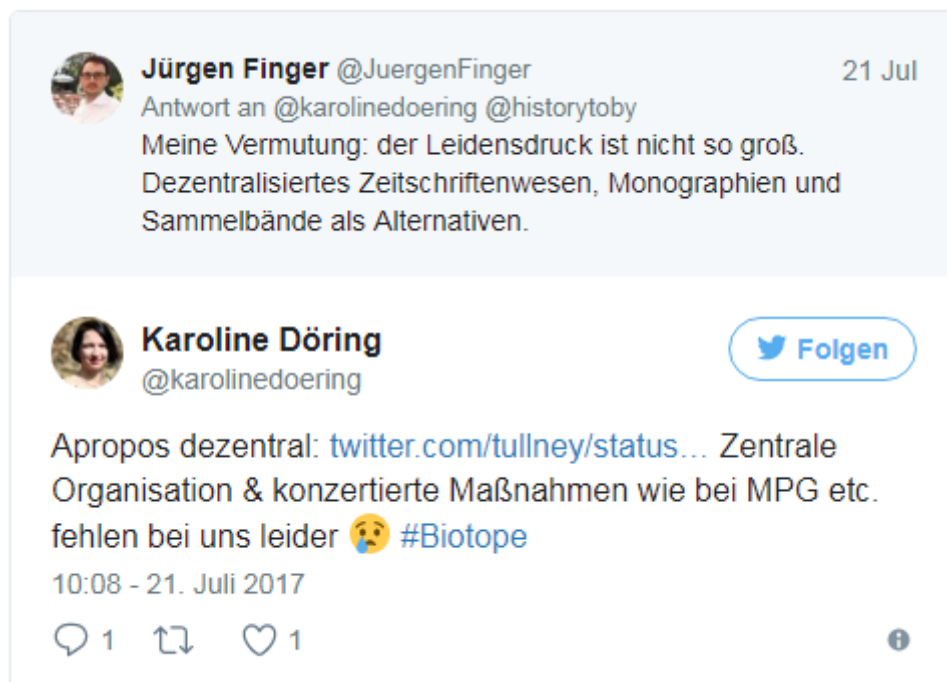 Jürgen Finger @JuergenFinger 21 Jul
Antwort an @karolinedoering @historytoby
Meine Vermutung: der Leidensdruck ist nicht so groß.
Dezentralisiertes Zeitschriftenwesen, Monographien und
Sammelbände als Alternativen.
Karoline Döring
@karolinedoering
Folgen
Apropos dezentral: twitter.com/tullney/status… Zentrale
Organisation & konzertierte Maßnahmen wie bei MPG etc.
fehlen bei uns leider 😢 #Biotope
10:08 - 21. Juli 2017
1 1